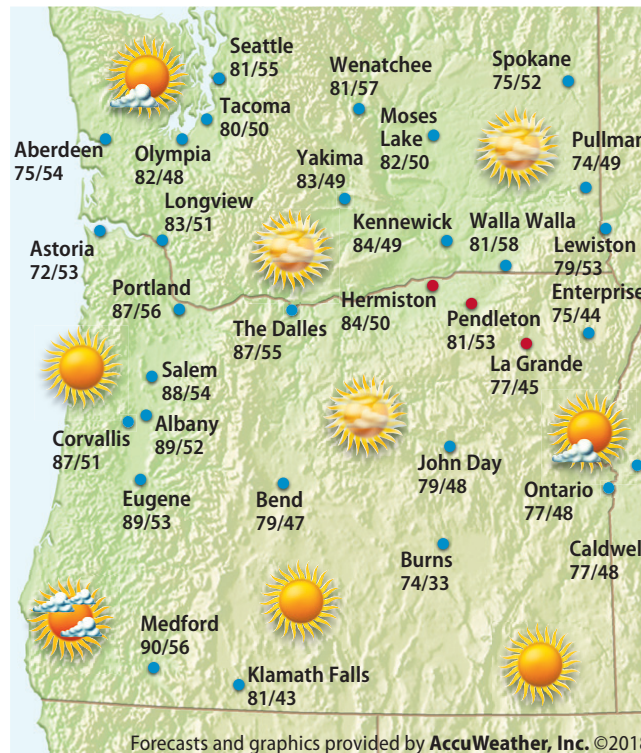 Seattle
81/55
Wenatchee
81/57
Spokane
75/52
Tacoma
80/50
Moses
Lake
82/50
Aberdeen
75/54
Olympia
82/48
Pullman
74/49
Yakima
83/49
Longview
83/51
Kennewick
84/49
Walla Walla
81/58
Lewiston
79/53
Astoria
72/53
Portland
87/56
The Dalles
87/55
Hermiston
84/50
Pendleton
81/53
Enterprise
75/44
La Grande
77/45
Salem
88/54
Albany
89/52
Corvallis
87/51
John Day
79/48
Eugene
89/53
Bend
79/47
Ontario
77/48
Burns
74/33
Caldwel
77/48
Medford
90/56
Klamath Falls
81/43
Forecasts and graphics provided by AccuWeather, Inc. ©201